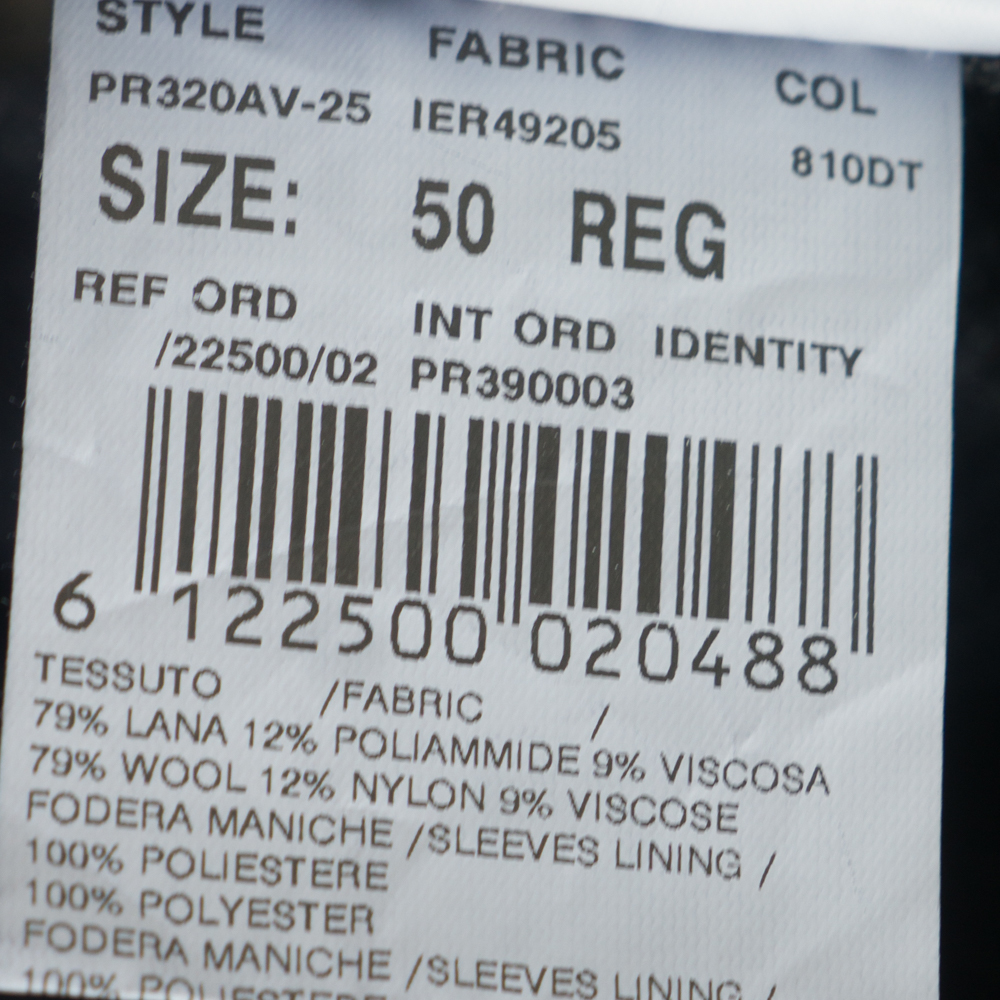 STYLE FABRIC COL
PR320AV-25 IER49205 810DT
SIZE: 50 REG
REF ORD INT ORD IDENTITY
/22500/02 PR390003
6 122500 020488
TESSUTO /FABRIC /
79% LANA 12% POLIAMMIDE 9% VISCOSA
79% WOOL 12% NYLON 9% VISCOSE
FODERA MANICHE /SLEEVES LINING /
100% POLIESTERE
100% POLYESTER
FODERA MANICHE /SLEEVES LINING /
100% POLIESTERE